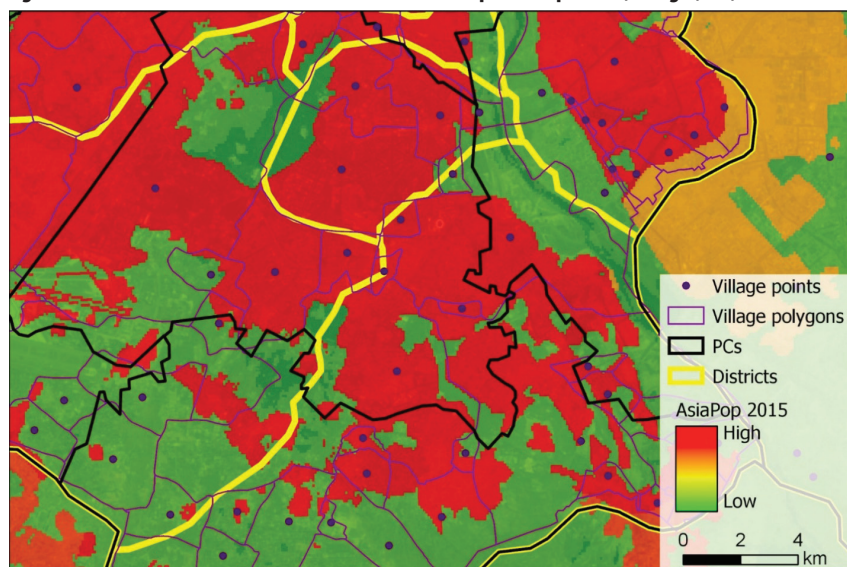 Village points
Village polygons
PCs
Districts
AsiaPop 2015
High
Low
0 2 4
km